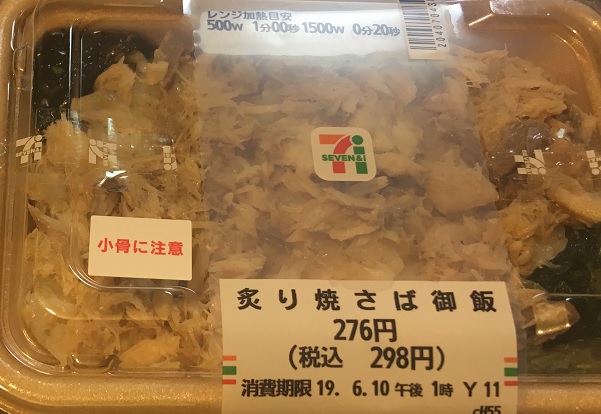 レンジ加熱目安
500W 1分00秒 1500W 0分20秒
7i
SEVEN&i
小骨に注意
炙り焼さば御飯
276円
(税込 298円)
消費期限 19. 6.10 午後 1時 Y 11
cH55